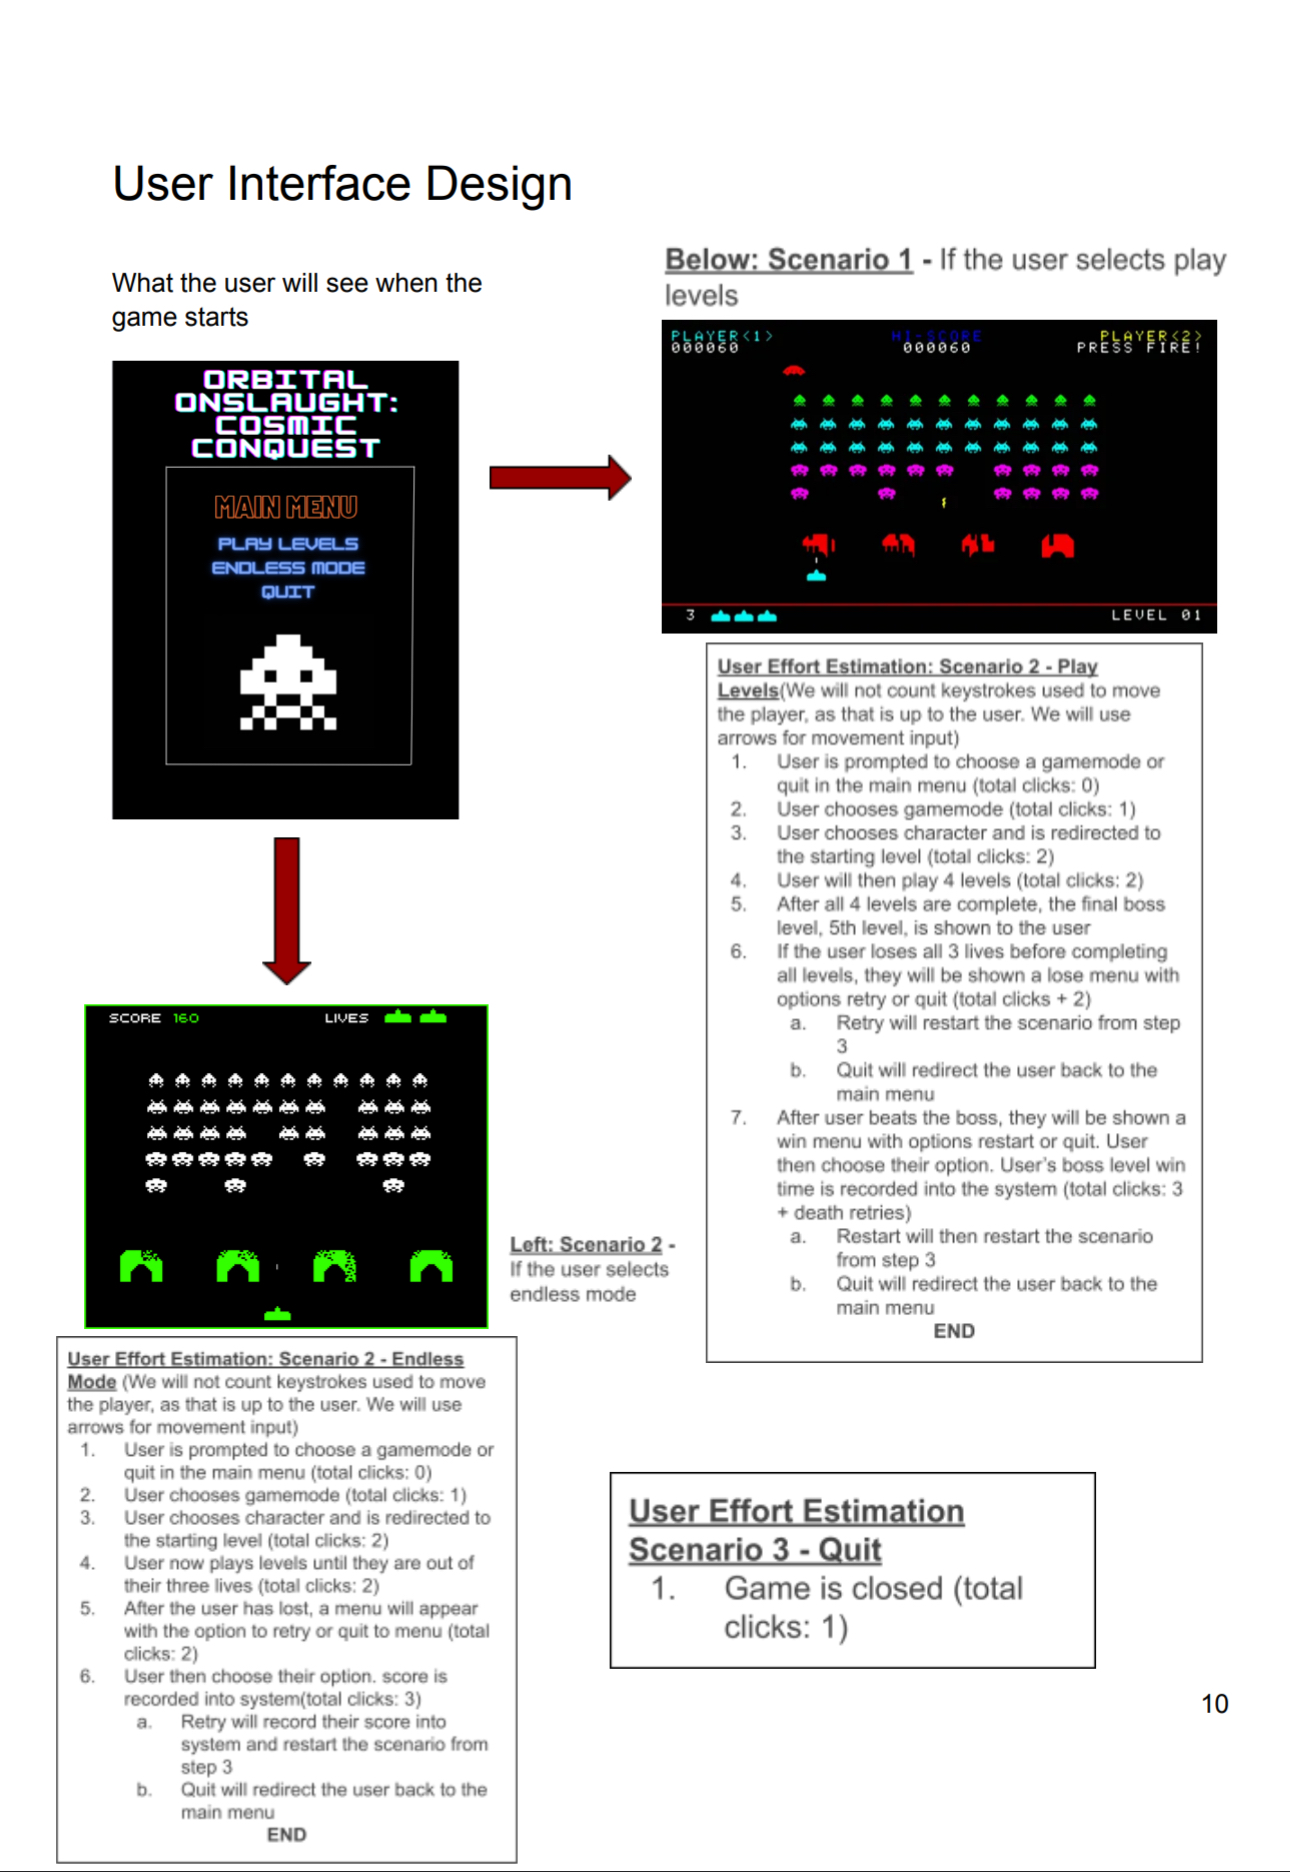 User Interface Design
What the user will see when the
game starts
ORBITAL
ONSLAUGHT:
COSMIC
CONQUEST
MAIN MENU
PLAY LEVELS
ENDLESS MODE
QUIT
Below: Scenario 1 - If the user selects play
levels
PLAYER<1> HI-SCORE PLAYER<2>
000060 000060 PRESS FIRE!
3 LEVEL 01
User Effort Estimation: Scenario 2 - Play
Levels(We will not count keystrokes used to move
the player, as that is up to the user. We will use
arrows for movement input)
1. User is prompted to choose a gamemode or
quit in the main menu (total clicks: 0)
2. User chooses gamemode (total clicks: 1)
3. User chooses character and is redirected to
the starting level (total clicks: 2)
4. User will then play 4 levels (total clicks: 2)
5. After all 4 levels are complete, the final boss
level, 5th level, is shown to the user
6. If the user loses all 3 lives before completing
all levels, they will be shown a lose menu with
options retry or quit (total clicks + 2)
a. Retry will restart the scenario from step
3
b. Quit will redirect the user back to the
main menu
7. After user beats the boss, they will be shown a
win menu with options restart or quit. User
then choose their option. User's boss level win
time is recorded into the system (total clicks: 3
+ death retries)
a. Restart will then restart the scenario
from step 3
b. Quit will redirect the user back to the
main menu
END
SCORE 160 LIVES
Left: Scenario 2 -
If the user selects
endless mode
User Effort Estimation: Scenario 2 - Endless
Mode (We will not count keystrokes used to move
the player, as that is up to the user. We will use
arrows for movement input)
1. User is prompted to choose a gamemode or
quit in the main menu (total clicks: 0)
2. User chooses gamemode (total clicks: 1)
3. User chooses character and is redirected to
the starting level (total clicks: 2)
4. User now plays levels until they are out of
their three lives (total clicks: 2)
5. After the user has lost, a menu will appear
with the option to retry or quit to menu (total
clicks: 2)
6. User then choose their option. score is
recorded into system(total clicks: 3)
a. Retry will record their score into
system and restart the scenario from
step 3
b. Quit will redirect the user back to the
main menu
END
User Effort Estimation
Scenario 3 - Quit
1. Game is closed (total
clicks: 1)
10